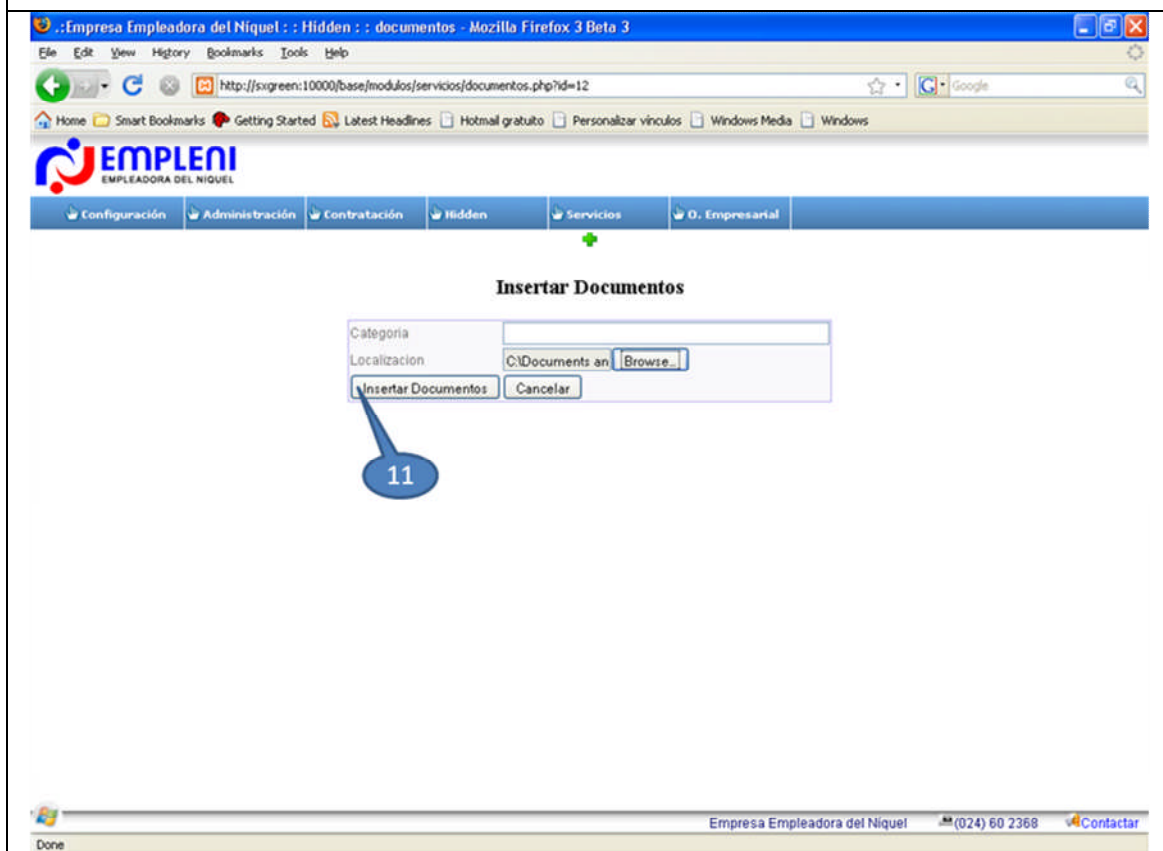 .:Empresa Empleadora del Níquel : : Hidden : : documentos - Mozilla Firefox 3 Beta 3
File Edit View History Bookmarks Tools Help
http://sxgreen:10000/base/modulos/servicios/documentos.php?id=12
G Google
Home Smart Bookmarks Getting Started Latest Headlines Hotmail gratuito Personalizar vínculos Windows Media Windows
EMPLENI
EMPLEADORA DEL NIQUEL
Configuración Administración Contratación Hidden Servicios O. Empresarial
Insertar Documentos
Categoria
Localizacion C:\Documents an Browse...
Insertar Documentos Cancelar
11
Empresa Empleadora del Niquel (024) 60 2368 Contactar
Done